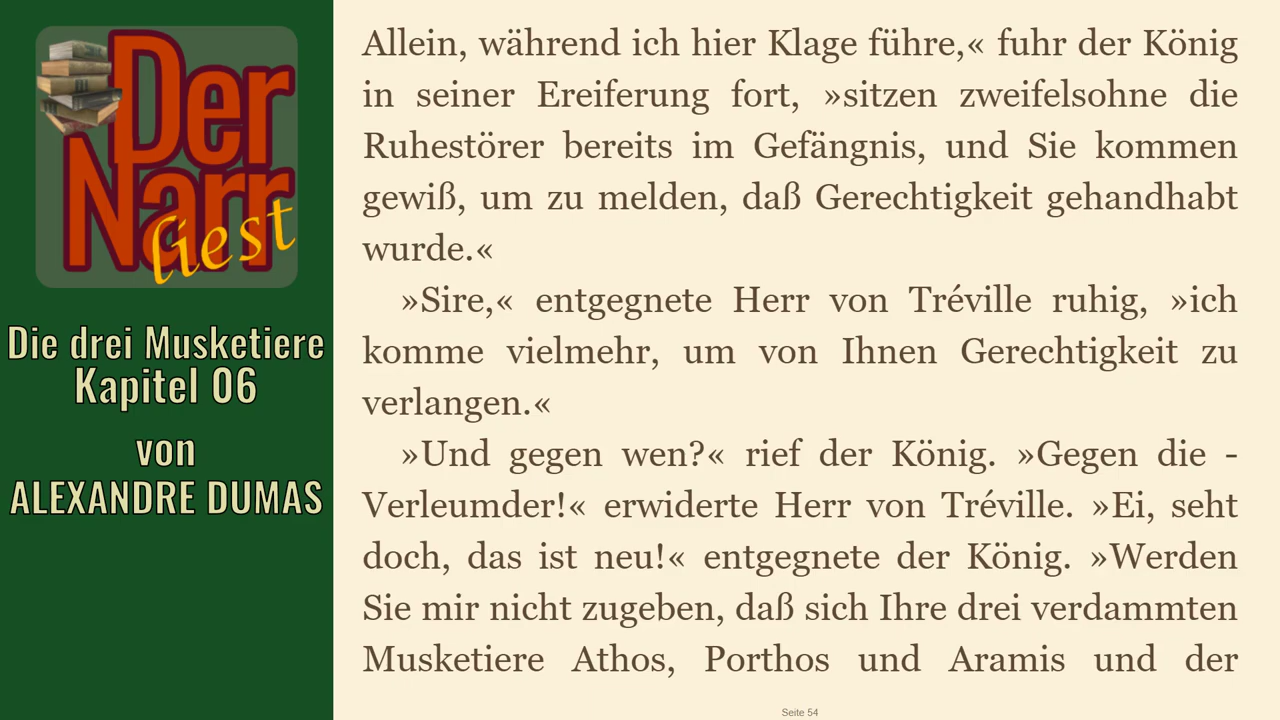 Der
Narr
liest
Die drei Musketiere
Kapitel 06
von
ALEXANDRE DUMAS
Allein, während ich hier Klage führe,« fuhr der König
in seiner Ereiferung fort, »sitzen zweifelsohne die
Ruhestörer bereits im Gefängnis, und Sie kommen
gewiß, um zu melden, daß Gerechtigkeit gehandhabt
wurde.«
»Sire,« entgegnete Herr von Tréville ruhig, »ich
komme vielmehr, um von Ihnen Gerechtigkeit zu
verlangen.«
»Und gegen wen?« rief der König. »Gegen die -
Verleumder!« erwiderte Herr von Tréville. »Ei, seht
doch, das ist neu!« entgegnete der König. »Werden
Sie mir nicht zugeben, daß sich Ihre drei verdammten
Musketiere Athos, Porthos und Aramis und der
Seite 54